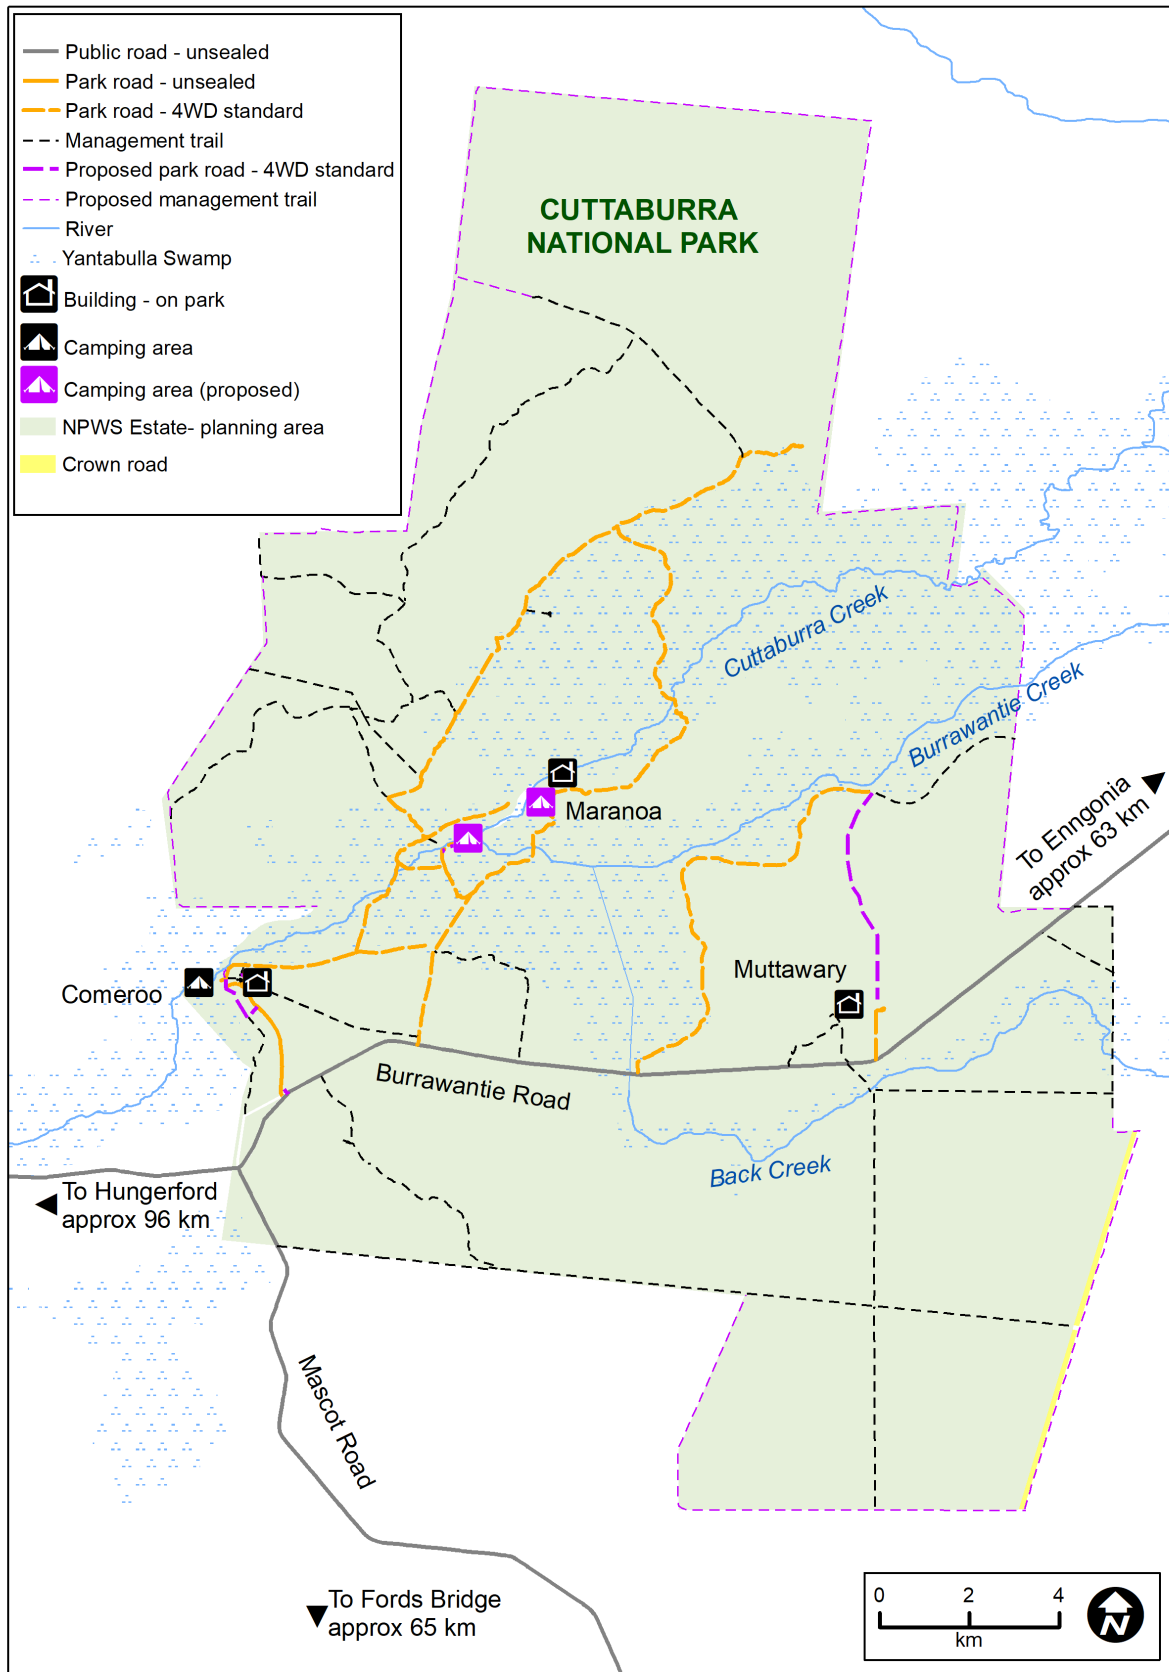 Public road - unsealed
Park road - unsealed
Park road - 4WD standard
Management trail
Proposed park road - 4WD standard
Proposed management trail
River
Yantabulla Swamp
Building - on park
Camping area
Camping area (proposed)
NPWS Estate- planning area
Crown road
CUTTABURRA
NATIONAL PARK
Cuttaburra Creek
Burrawantie Creek
Maranoa
To Enngonia
approx 63 km
Muttawary
Comeroo
Burrawantie Road
Back Creek
To Hungerford
approx 96 km
Mascot Road
To Fords Bridge
approx 65 km
0 2 4
km
N